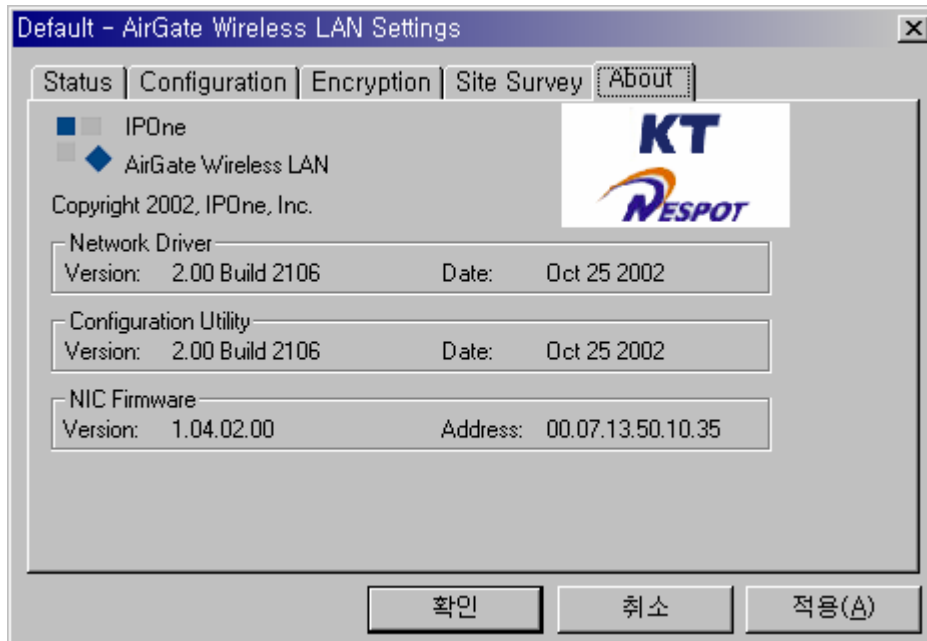 Default - AirGate Wireless LAN Settings
Status Configuration Encryption Site Survey About
IPOne
AirGate Wireless LAN
Copyright 2002, IPOne, Inc.
KT
NESPOT
Network Driver
Version: 2.00 Build 2106 Date: Oct 25 2002
Configuration Utility
Version: 2.00 Build 2106 Date: Oct 25 2002
NIC Firmware
Version: 1.04.02.00 Address: 00.07.13.50.10.35
확인 취소 적용(A)